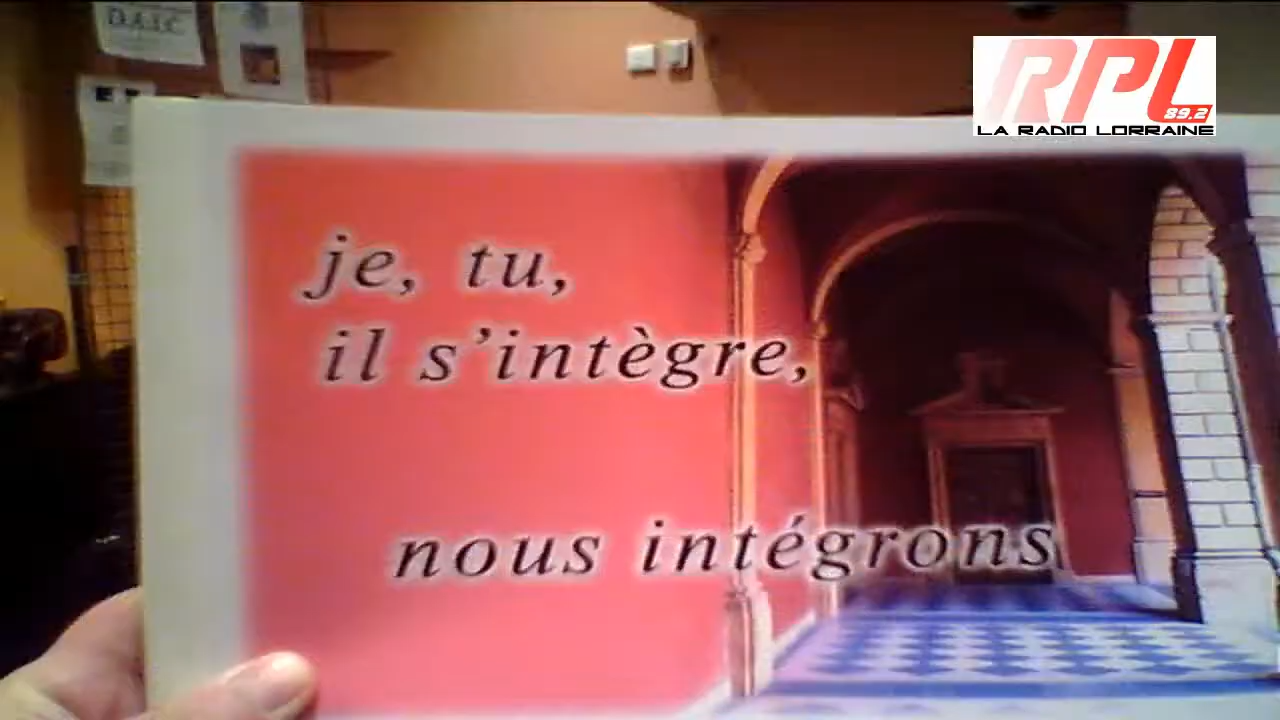 D.A.I.C
RPL
89.2
LA RADIO LORRAINE
je, tu,
il s'intègre,
nous intégrons